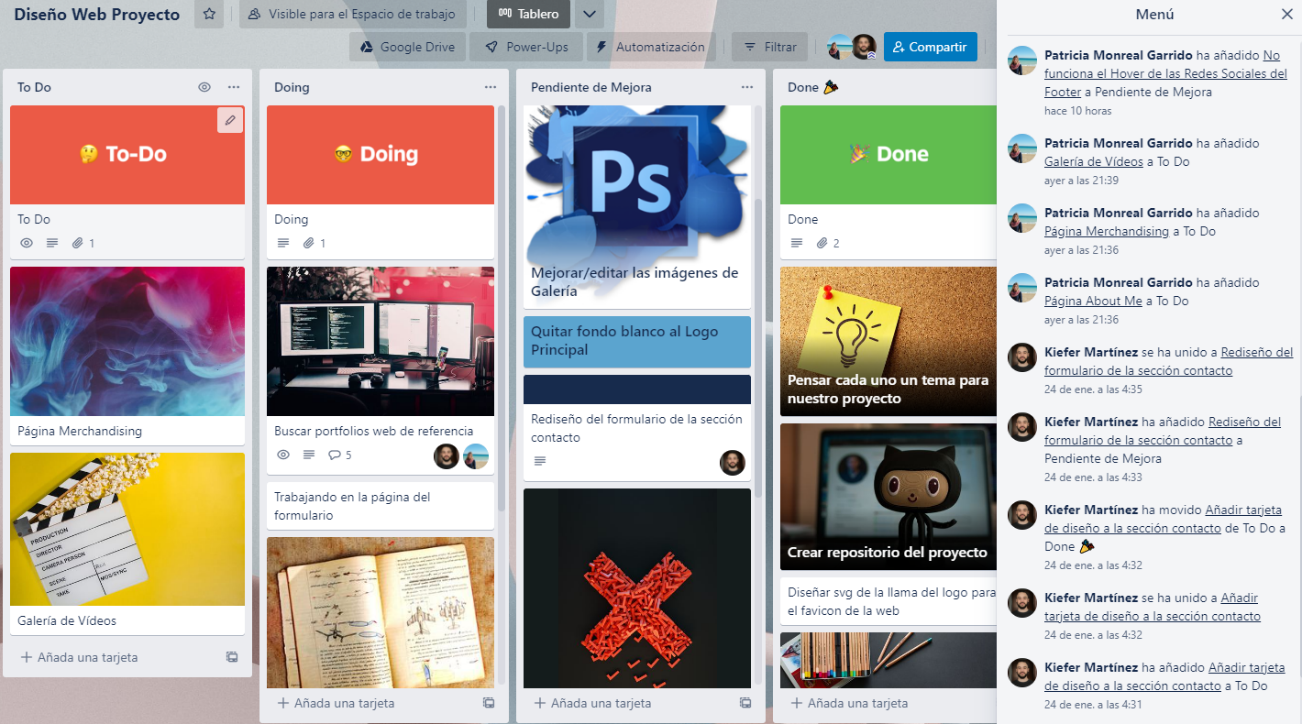 Diseño Web Proyecto
Visible para el Espacio de trabajo
Tablero
Google Drive
Power-Ups
Automatización
Filtrar
Compartir
To Do
🤔 To-Do
To Do
1
Página Merchandising
PRODUCTION
DIRECTOR
CAMERA PERSON
SCENE
MOS/SYNC
TAKE
Galería de Vídeos
+ Añada una tarjeta
Doing
🤓 Doing
Doing
1
Buscar portfolios web de referencia
5
Trabajando en la página del
formulario
+ Añada una tarjeta
Pendiente de Mejora
Ps
Mejorar/editar las imágenes de
Galería
Quitar fondo blanco al Logo
Principal
Rediseño del formulario de la sección
contacto
+ Añada una tarjeta
Done 🎉
🎉 Done
Done
2
Pensar cada uno un tema para
nuestro proyecto
Crear repositorio del proyecto
Diseñar svg de la llama del logo para
el favicon de la web
+ Añada una tarjeta
Menú
Patricia Monreal Garrido ha añadido No
funciona el Hover de las Redes Sociales del
Footer a Pendiente de Mejora
hace 10 horas
Patricia Monreal Garrido ha añadido
Galería de Vídeos a To Do
ayer a las 21:39
Patricia Monreal Garrido ha añadido
Página Merchandising a To Do
ayer a las 21:36
Patricia Monreal Garrido ha añadido
Página About Me a To Do
ayer a las 21:36
Kiefer Martínez se ha unido a Rediseño del
formulario de la sección contacto
24 de ene. a las 4:35
Kiefer Martínez ha añadido Rediseño del
formulario de la sección contacto a
Pendiente de Mejora
24 de ene. a las 4:33
Kiefer Martínez ha movido Añadir tarjeta
de diseño a la sección contacto de To Do a
Done 🎉
24 de ene. a las 4:32
Kiefer Martínez se ha unido a Añadir
tarjeta de diseño a la sección contacto
24 de ene. a las 4:32
Kiefer Martínez ha añadido Añadir tarjeta
de diseño a la sección contacto a To Do
24 de ene. a las 4:31